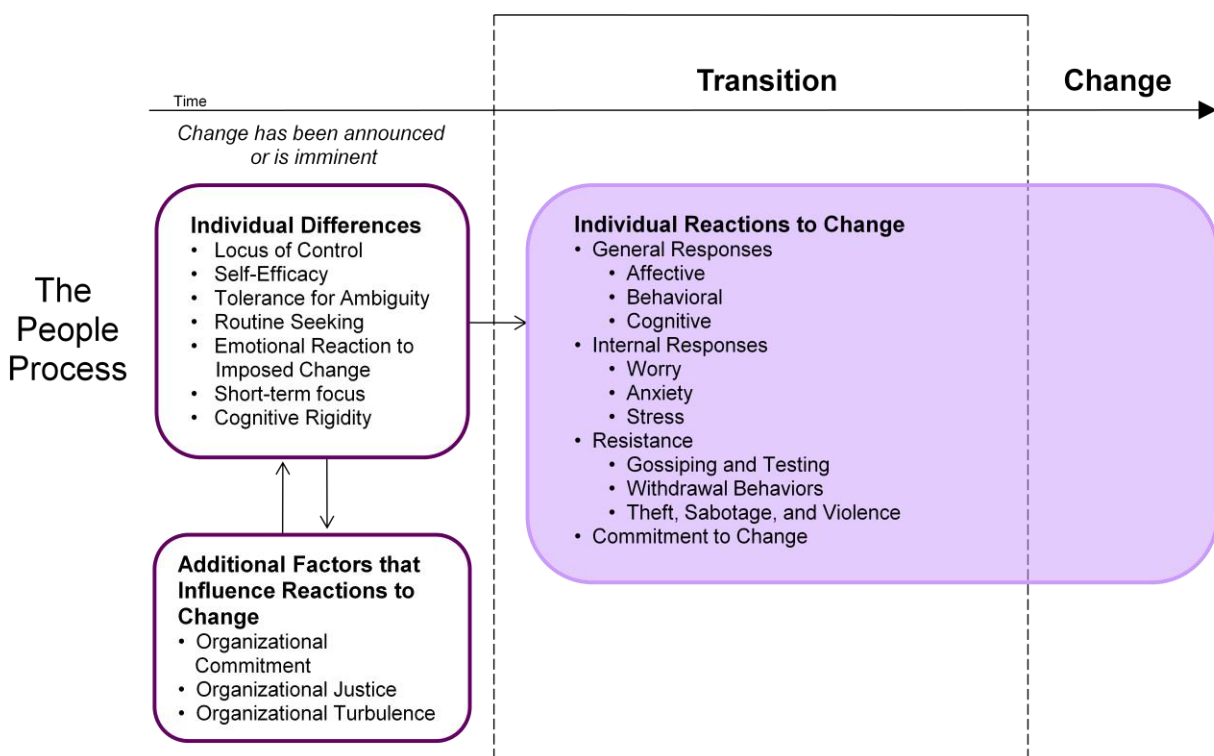 Transition
Change
Time
Change has been announced
or is imminent
The
People
Process
Individual Differences
• Locus of Control
• Self-Efficacy
• Tolerance for Ambiguity
• Routine Seeking
• Emotional Reaction to
Imposed Change
• Short-term focus
• Cognitive Rigidity
Additional Factors that
Influence Reactions to
Change
• Organizational
Commitment
• Organizational Justice
• Organizational Turbulence
Individual Reactions to Change
• General Responses
• Affective
• Behavioral
• Cognitive
• Internal Responses
• Worry
• Anxiety
• Stress
• Resistance
• Gossiping and Testing
• Withdrawal Behaviors
• Theft, Sabotage, and Violence
• Commitment to Change